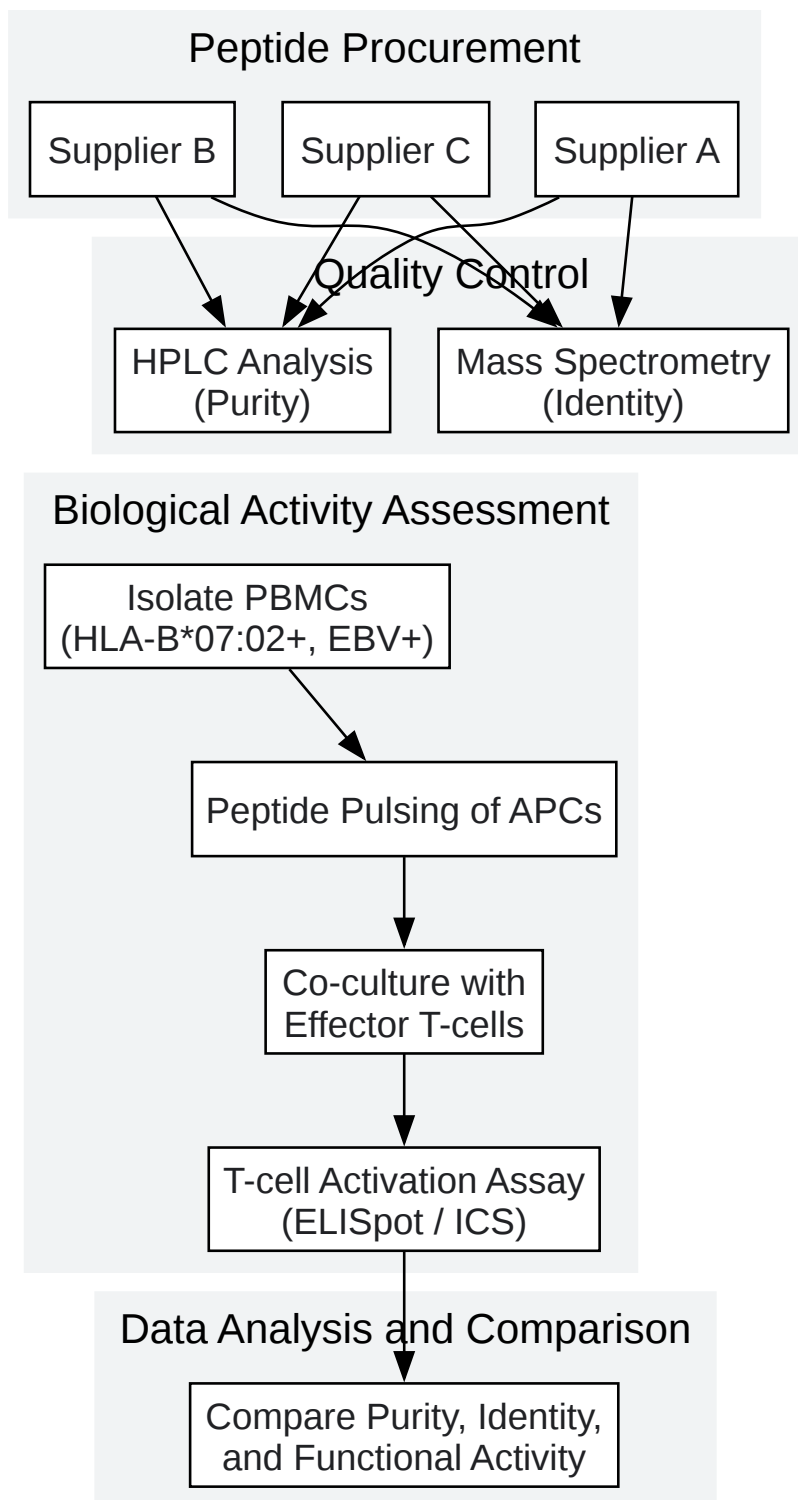 Peptide Procurement
Supplier B
Supplier C
Supplier A
Quality Control
HPLC Analysis
(Purity)
Mass Spectrometry
(Identity)
Biological Activity Assessment
Isolate PBMCs
(HLA-B*07:02+, EBV+)
Peptide Pulsing of APCs
Co-culture with
Effector T-cells
T-cell Activation Assay
(ELISpot / ICS)
Data Analysis and Comparison
Compare Purity, Identity,
and Functional Activity